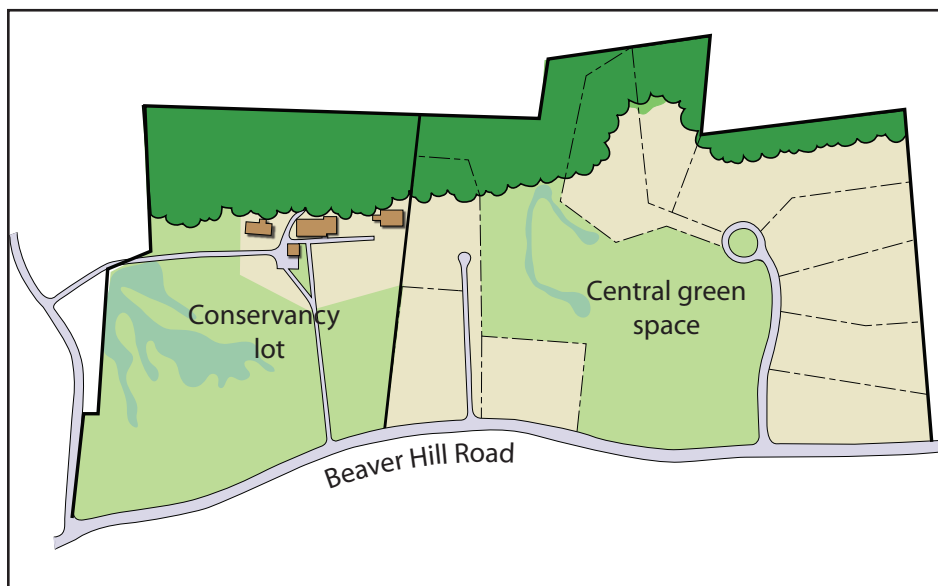 Conservancy
lot
Central green
space
Beaver Hill Road